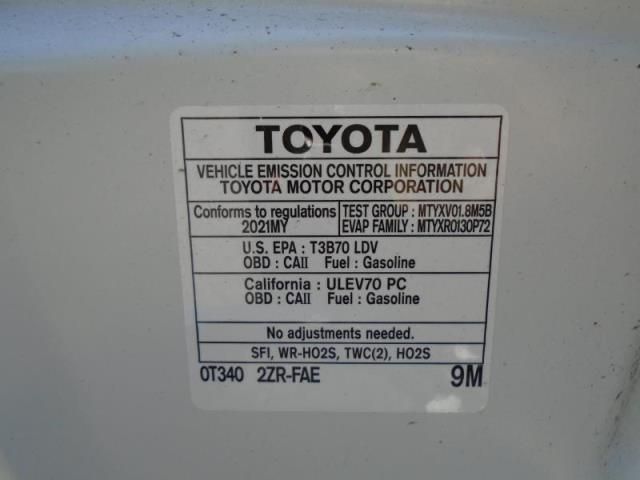 TOYOTA
VEHICLE EMISSION CONTROL INFORMATION
TOYOTA MOTOR CORPORATION
Conforms to regulations
2021MY
TEST GROUP : MTYXV01.8M5B
EVAP FAMILY : MTYXR0130P72
U.S. EPA : T3B70 LDV
OBD : CAII Fuel : Gasoline
California : ULEV70 PC
OBD : CAII Fuel : Gasoline
No adjustments needed.
SFI, WR-HO2S, TWC(2), HO2S
0T340 2ZR-FAE 9M